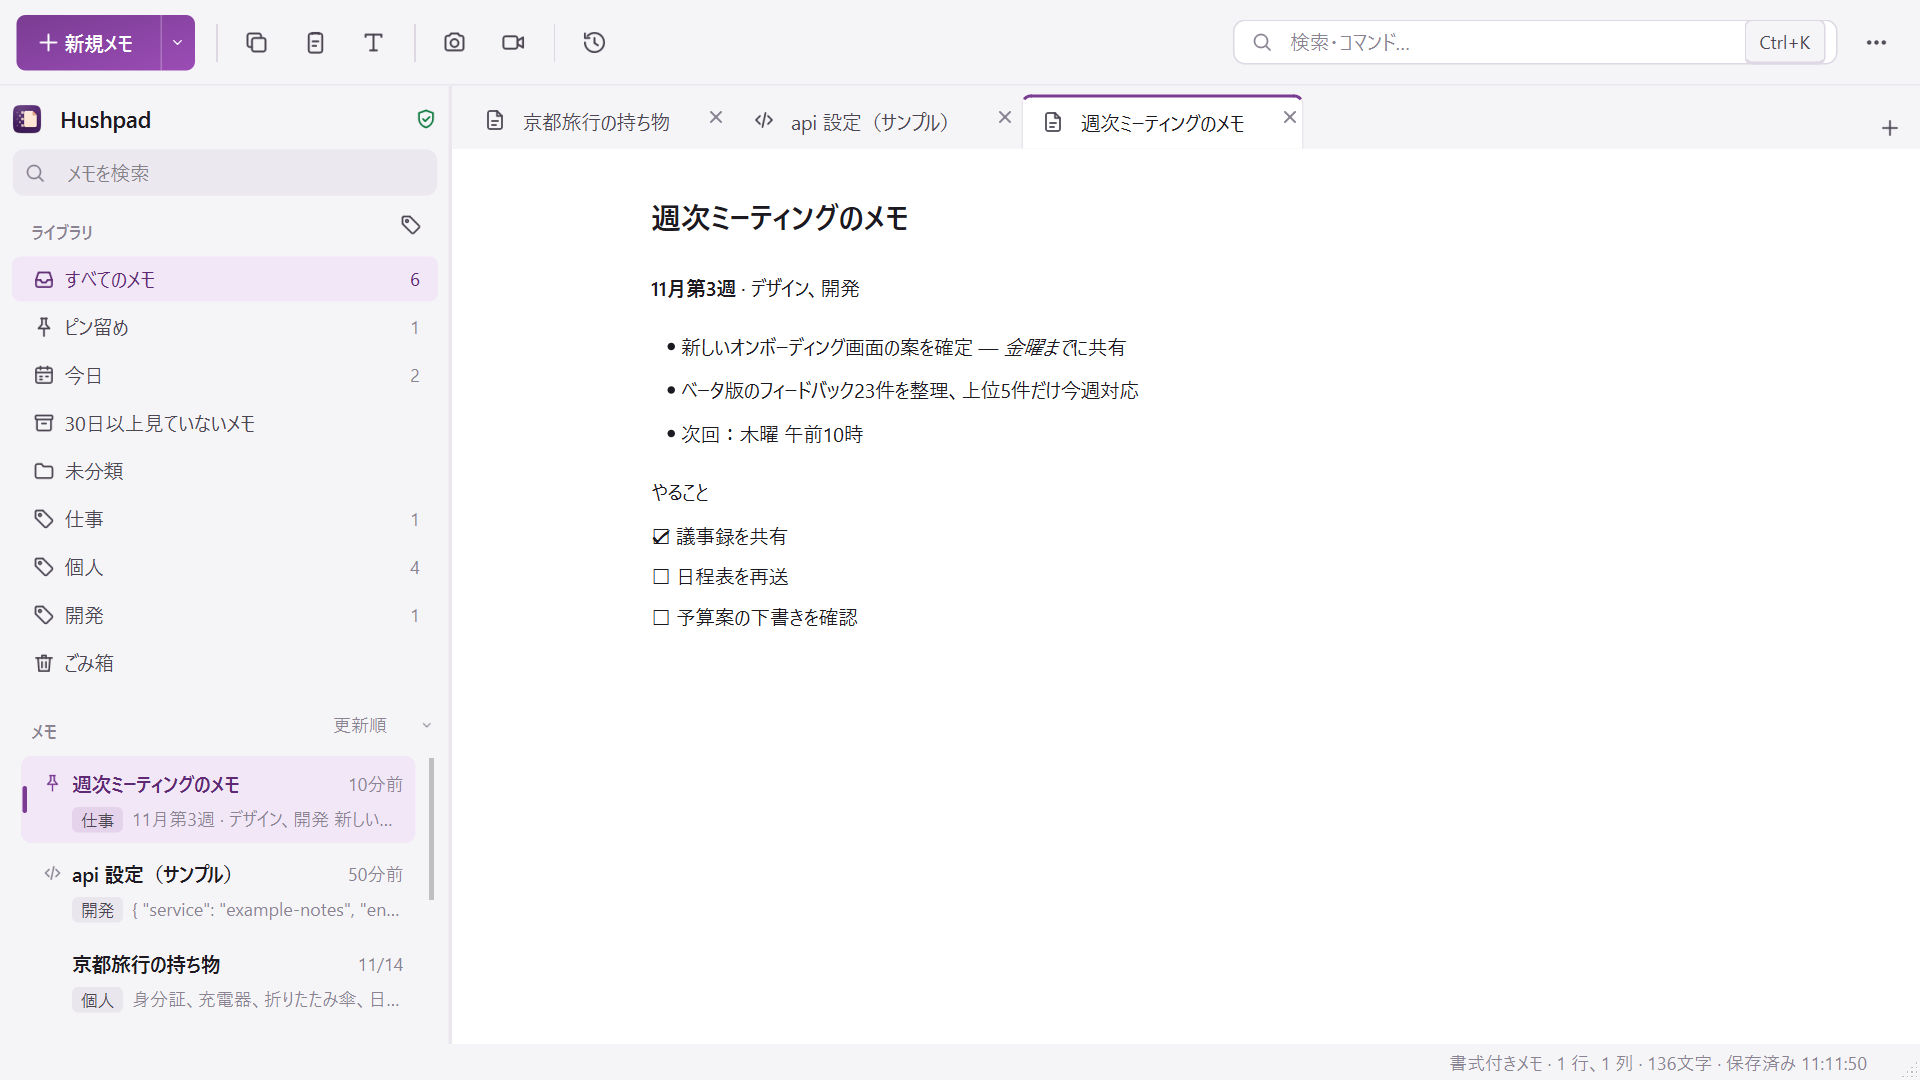 新規メモ
検索・コマンド...
Ctrl+K
Hushpad
メモを検索
ライブラリ
すべてのメモ 6
ピン留め 1
今日 2
30日以上見ていないメモ
未分類
仕事 1
個人 4
開発 1
ごみ箱
メモ 更新順
週次ミーティングのメモ 10分前
仕事 11月第3週 · デザイン、開発 新しい...
api 設定（サンプル） 50分前
開発 { "service": "example-notes", "en...
京都旅行の持ち物 11/14
個人 身分証、充電器、折りたたみ傘、日...
京都旅行の持ち物
api 設定（サンプル）
週次ミーティングのメモ
週次ミーティングのメモ
11月第3週 · デザイン、開発
• 新しいオンボーディング画面の案を確定 — 金曜までに共有
• ベータ版のフィードバック23件を整理、上位5件だけ今週対応
• 次回：木曜 午前10時
やること
☑ 議事録を共有
☐ 日程表を再送
☐ 予算案の下書きを確認
書式付きメモ · 1 行、1 列 · 136文字 · 保存済み 11:11:50